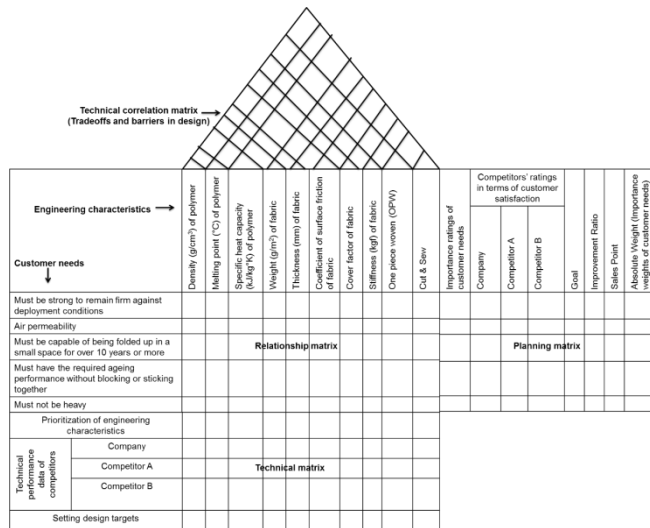 Technical correlation matrix
(Tradeoffs and barriers in design)
Engineering characteristics
Customer needs
Density (g/cm³) of polymer
Melting point (°C) of polymer
Specific heat capacity
(kJ/kg°K) of polymer
Weight (g/m²) of fabric
Thickness (mm) of fabric
Coefficient of surface friction
of fabric
Cover factor of fabric
Stiffness (kgf) of fabric
One piece woven (OPW)
Cut & Sew
Importance ratings of
customer needs
Competitors' ratings
in terms of customer
satisfaction
Company
Competitor A
Competitor B
Goal
Improvement Ratio
Sales Point
Absolute Weight (Importance
weights of customer needs)
Must be strong to remain firm against
deployment conditions
Air permeability
Must be capable of being folded up in a
small space for over 10 years or more
Relationship matrix
Planning matrix
Must have the required ageing
performance without blocking or sticking
together
Must not be heavy
Prioritization of engineering
characteristics
Technical
performance
data of
competitors
Company
Competitor A
Technical matrix
Competitor B
Setting design targets